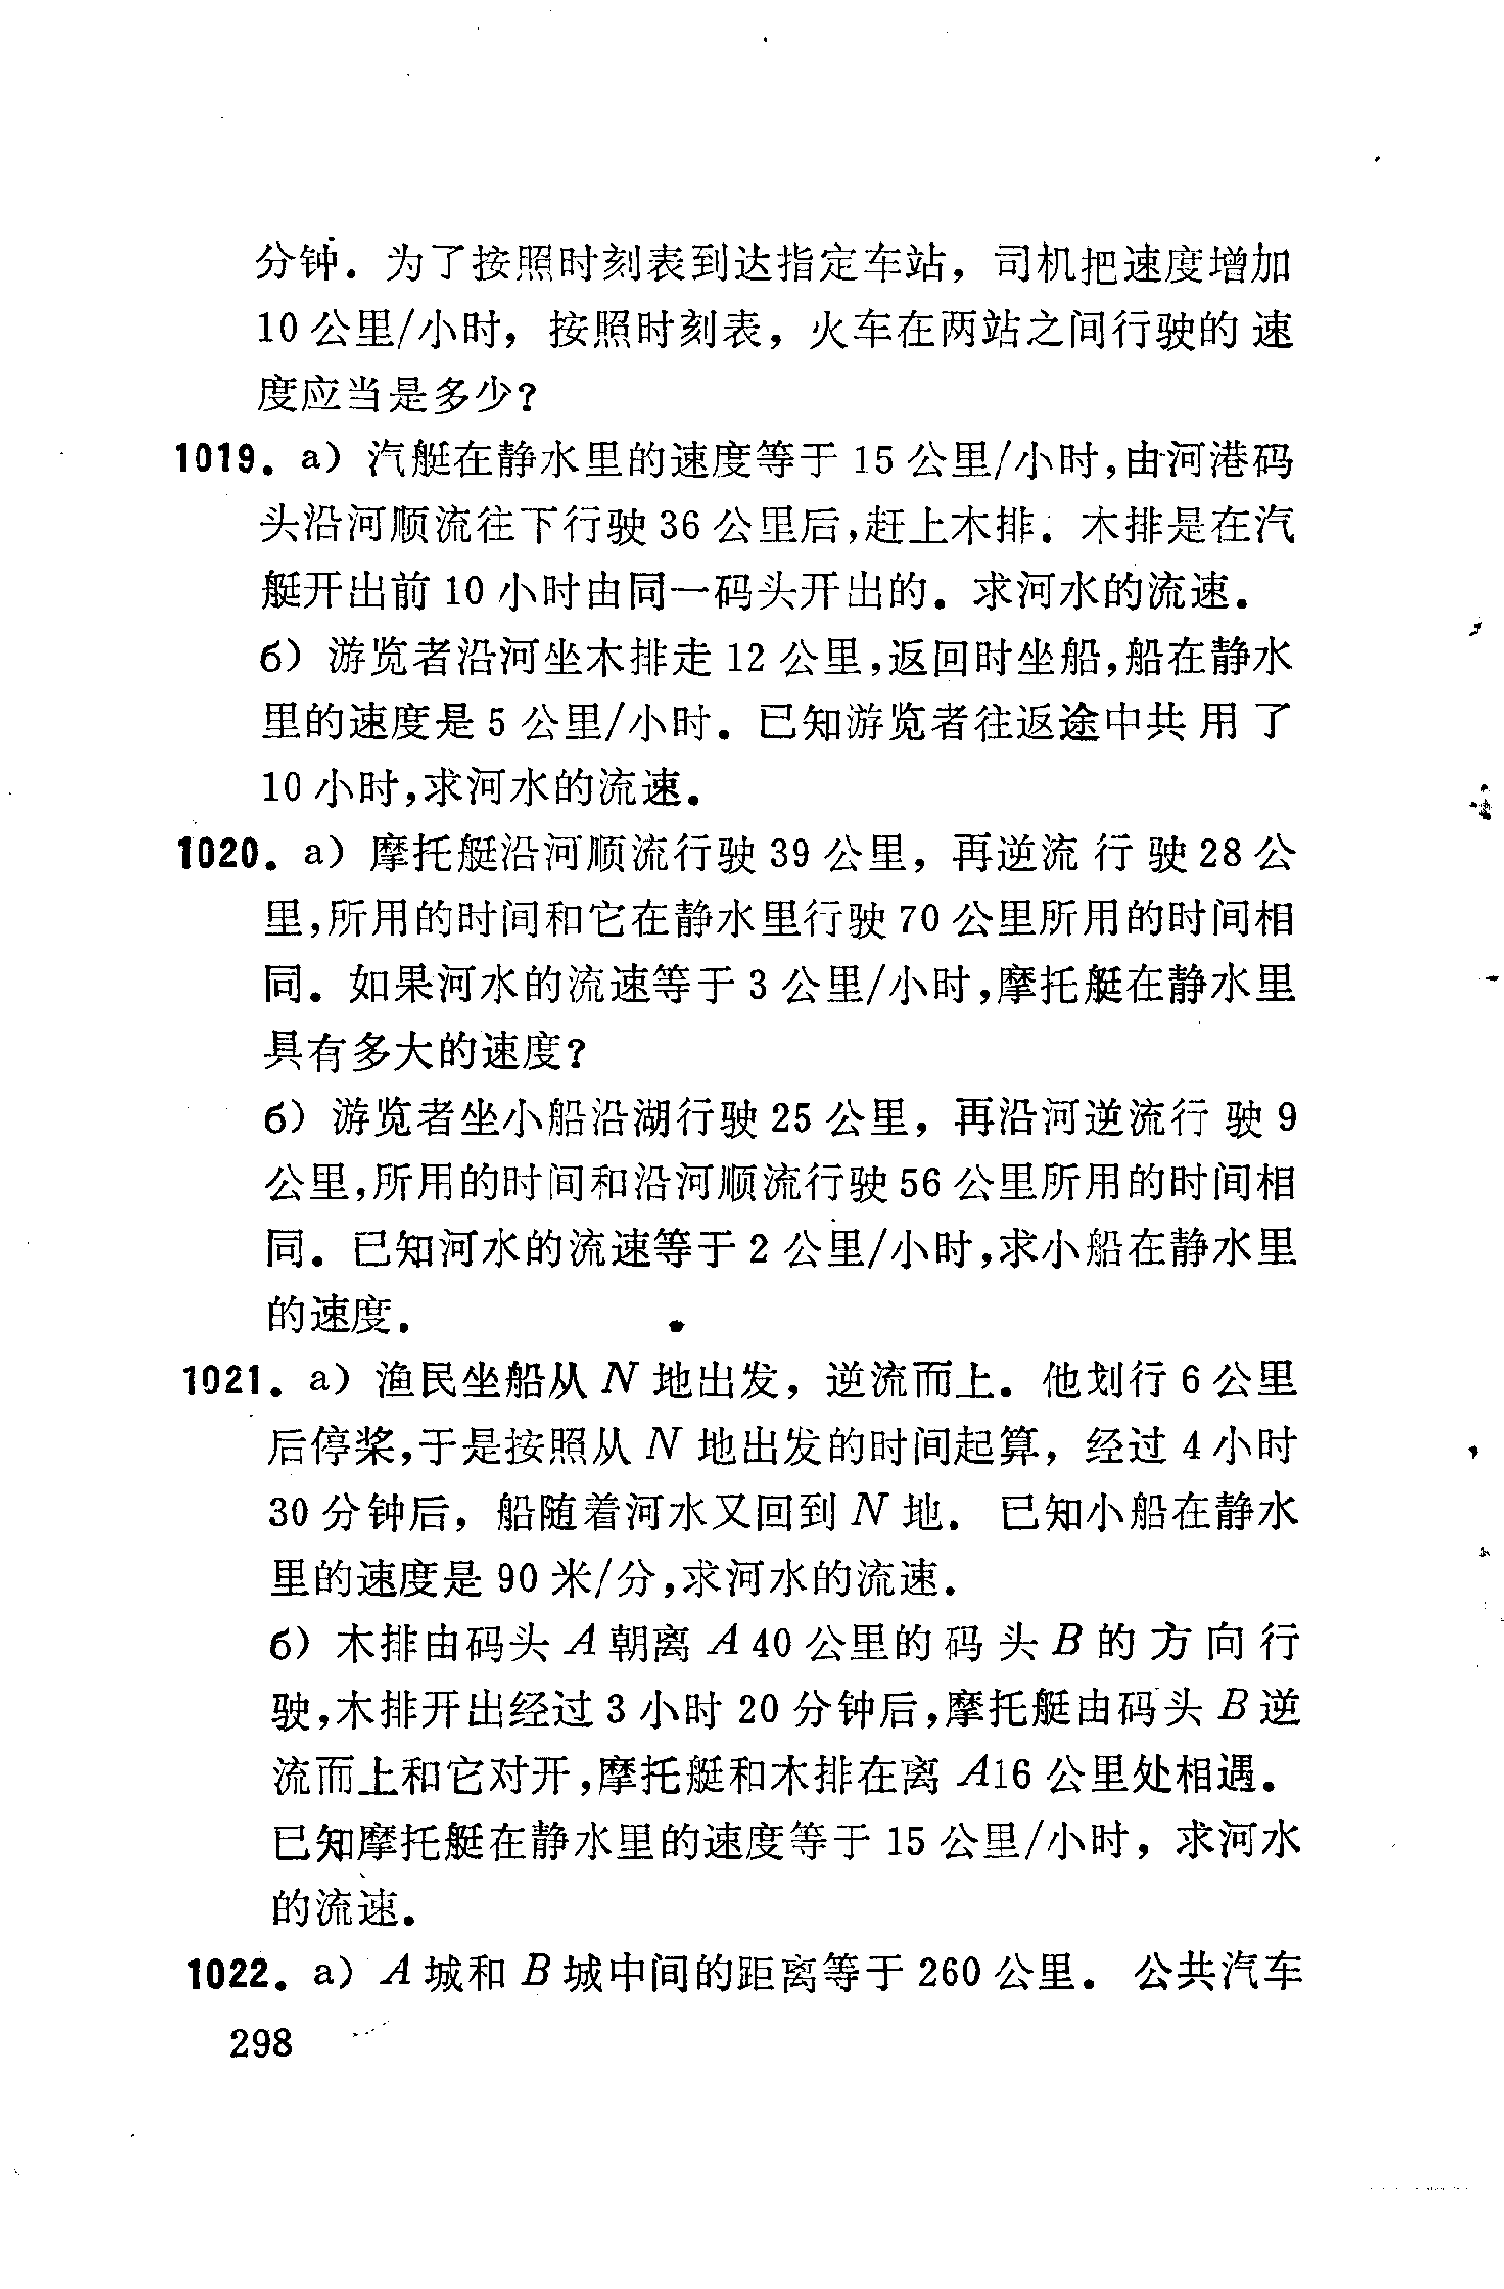 分钟．为了按照时刻表到达指定车站，司机把速度增加
10公里/小时，按照时刻表，火车在两站之间行驶的速
度应当是多少？
1019．a）汽艇在静水里的速度等于15公里/小时，由河港码
头沿河顺流往下行驶36公里后，赶上木排．木排是在汽
艇开出前10小时由同一码头开出的．求河水的流速．
б）游览者沿河坐木排走12公里，返回时坐船，船在静水
里的速度是5公里/小时．已知游览者往返途中共用了
10小时，求河水的流速．
1020．a）摩托艇沿河顺流行驶39公里，再逆流行驶28公
里，所用的时间和它在静水里行驶70公里所用的时间相
同．如果河水的流速等于3公里/小时，摩托艇在静水里
具有多大的速度？
б）游览者坐小船沿湖行驶25公里，再沿河逆流行驶9
公里，所用的时间和沿河顺流行驶56公里所用的时间相
同．已知河水的流速等于2公里/小时，求小船在静水里
的速度．
1021．a）渔民坐船从N地出发，逆流而上．他划行6公里
后停桨，于是按照从N地出发的时间起算，经过4小时
30分钟后，船随着河水又回到N地．已知小船在静水
里的速度是90米/分，求河水的流速．
б）木排由码头A朝离A40公里的码头B的方向行
驶，木排开出经过3小时20分钟后，摩托艇由码头B逆
流而上和它对开，摩托艇和木排在离A16公里处相遇．
已知摩托艇在静水里的速度等于15公里/小时，求河水
的流速．
1022．a）A城和B城中间的距离等于260公里．公共汽车
298